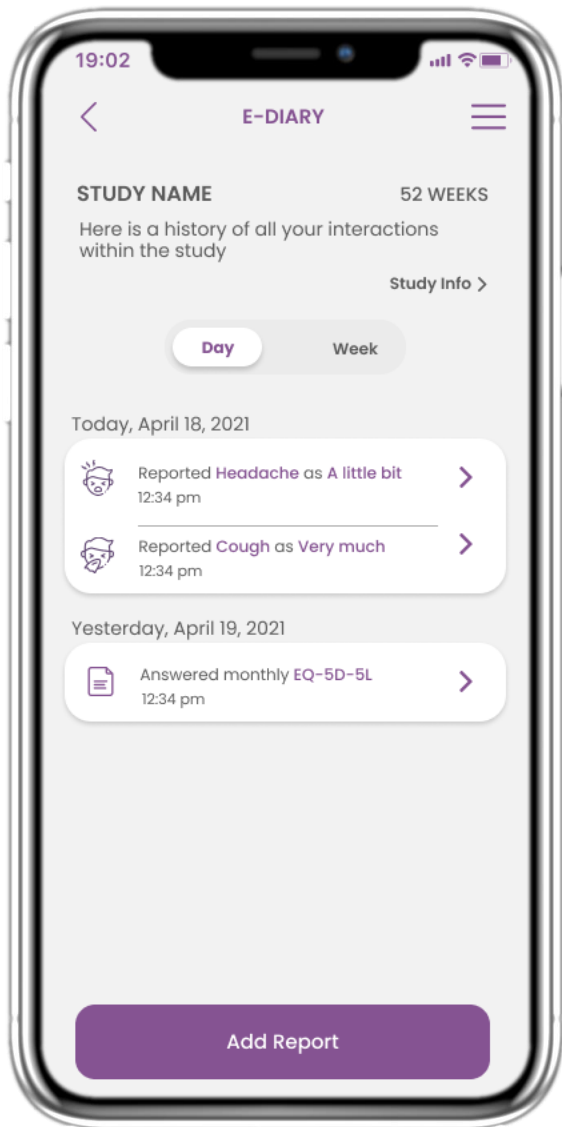 19:02
E-DIARY
STUDY NAME 52 WEEKS
Here is a history of all your interactions
within the study
Study Info >
Day Week
Today, April 18, 2021
Reported Headache as A little bit
12:34 pm
Reported Cough as Very much
12:34 pm
Yesterday, April 19, 2021
Answered monthly EQ-5D-5L
12:34 pm
Add Report